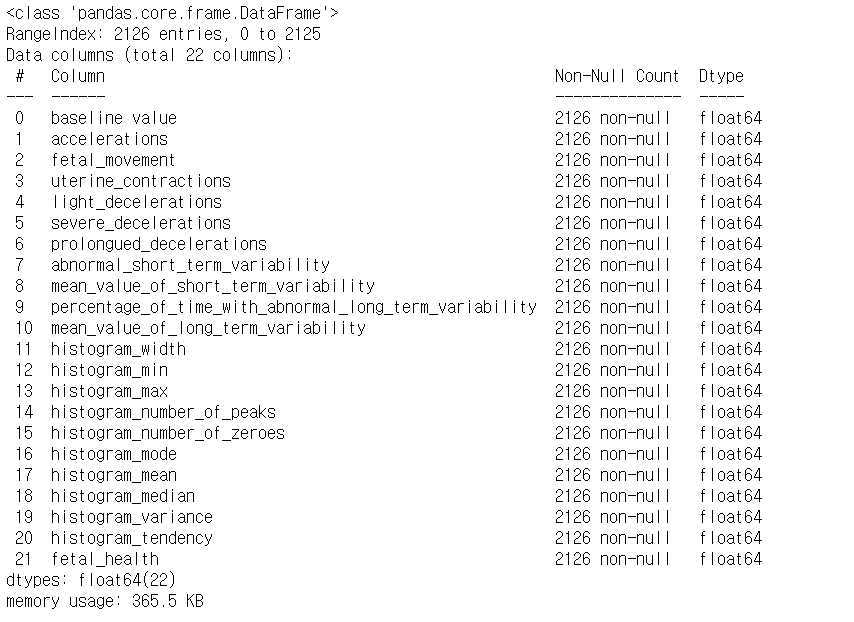 <class 'pandas.core.frame.DataFrame'>
RangeIndex: 2126 entries, 0 to 2125
Data columns (total 22 columns):
 #   Column                                                  Non-Null Count  Dtype
---  ------                                                  --------------  -----
 0   baseline value                                          2126 non-null   float64
 1   accelerations                                           2126 non-null   float64
 2   fetal_movement                                          2126 non-null   float64
 3   uterine_contractions                                    2126 non-null   float64
 4   light_decelerations                                     2126 non-null   float64
 5   severe_decelerations                                    2126 non-null   float64
 6   prolongued_decelerations                                2126 non-null   float64
 7   abnormal_short_term_variability                         2126 non-null   float64
 8   mean_value_of_short_term_variability                    2126 non-null   float64
 9   percentage_of_time_with_abnormal_long_term_variability  2126 non-null   float64
 10  mean_value_of_long_term_variability                     2126 non-null   float64
 11  histogram_width                                         2126 non-null   float64
 12  histogram_min                                           2126 non-null   float64
 13  histogram_max                                           2126 non-null   float64
 14  histogram_number_of_peaks                               2126 non-null   float64
 15  histogram_number_of_zeroes                              2126 non-null   float64
 16  histogram_mode                                          2126 non-null   float64
 17  histogram_mean                                          2126 non-null   float64
 18  histogram_median                                        2126 non-null   float64
 19  histogram_variance                                      2126 non-null   float64
 20  histogram_tendency                                      2126 non-null   float64
 21  fetal_health                                            2126 non-null   float64
dtypes: float64(22)
memory usage: 365.5 KB